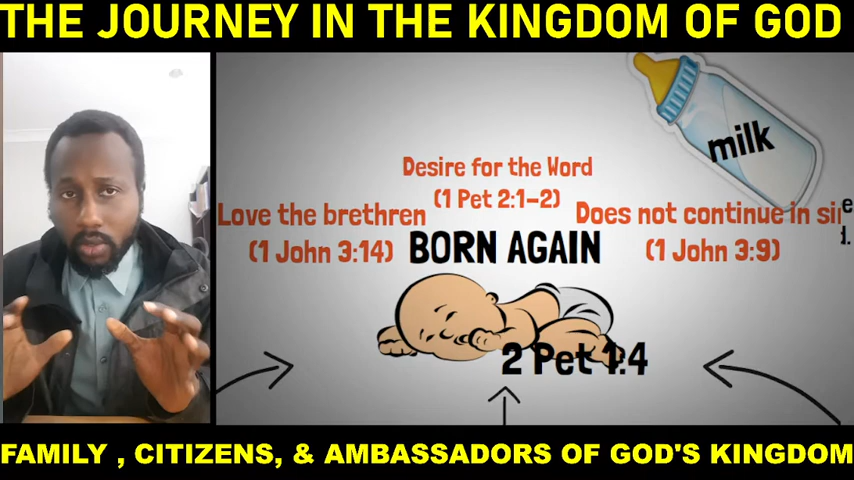 THE JOURNEY IN THE KINGDOM OF GOD
milk
Desire for the Word
(1 Pet 2:1-2)
Love the brethren
(1 John 3:14)
Does not continue in
(1 John 3:9)
BORN AGAIN
2 Pet 1:4
FAMILY , CITIZENS, & AMBASSADORS OF GOD'S KINGDOM